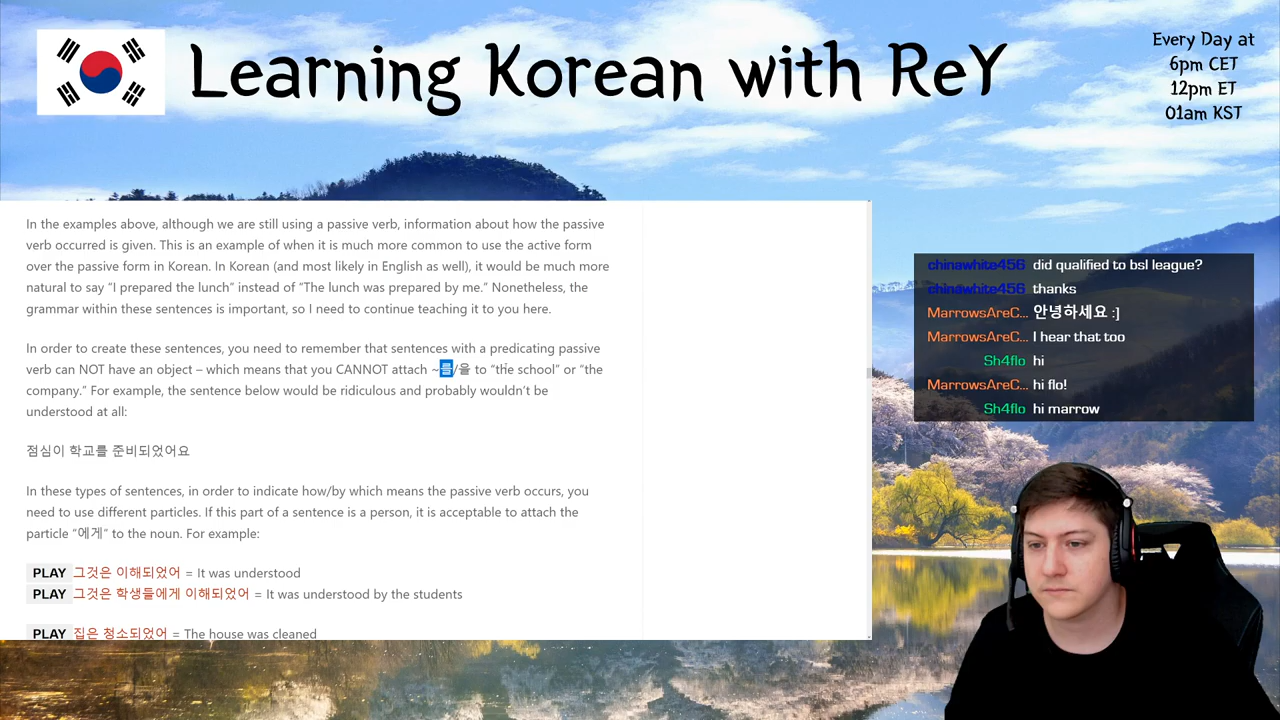 Learning Korean with ReY
Every Day at
6pm CET
12pm ET
01am KST
In the examples above, although we are still using a passive verb, information about how the passive
verb occurred is given. This is an example of when it is much more common to use the active form
over the passive form in Korean. In Korean (and most likely in English as well), it would be much more
natural to say “I prepared the lunch” instead of “The lunch was prepared by me.” Nonetheless, the
grammar within these sentences is important, so I need to continue teaching it to you here.
In order to create these sentences, you need to remember that sentences with a predicating passive
verb can NOT have an object – which means that you CANNOT attach ~를/을 to “the school” or “the
company.” For example, the sentence below would be ridiculous and probably wouldn’t be
understood at all:
점심이 학교를 준비되었어요
In these types of sentences, in order to indicate how/by which means the passive verb occurs, you
need to use different particles. If this part of a sentence is a person, it is acceptable to attach the
particle “에게” to the noun. For example:
PLAY 그것은 이해되었어 = It was understood
PLAY 그것은 학생들에게 이해되었어 = It was understood by the students
PLAY 집은 청소되었어 = The house was cleaned
chinawhite456 did qualified to bsl league?
chinawhite456 thanks
MarrowsAreC... 안녕하세요 :]
MarrowsAreC... I hear that too
Sh4flo hi
MarrowsAreC... hi flo!
Sh4flo hi marrow